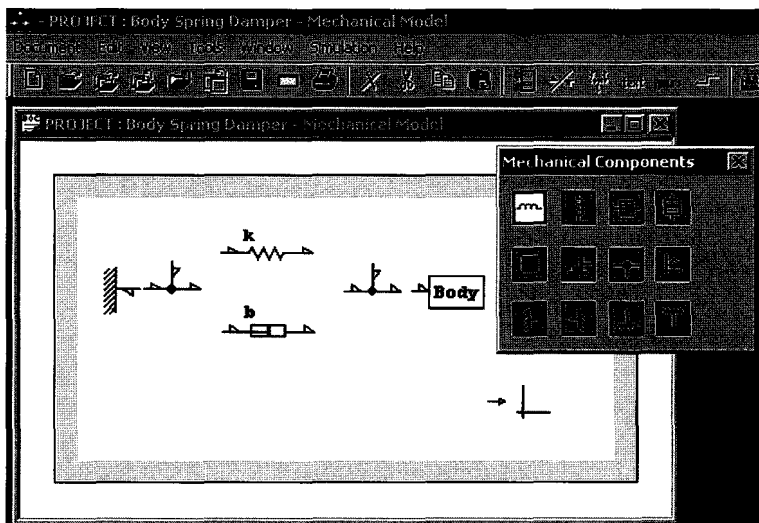 - PROJECT : Body Spring Damper - Mechanical Model
Document Edit View Tools Window Simulation Help
text
PROJECT : Body Spring Damper - Mechanical Model
Mechanical Components
k
b
Body